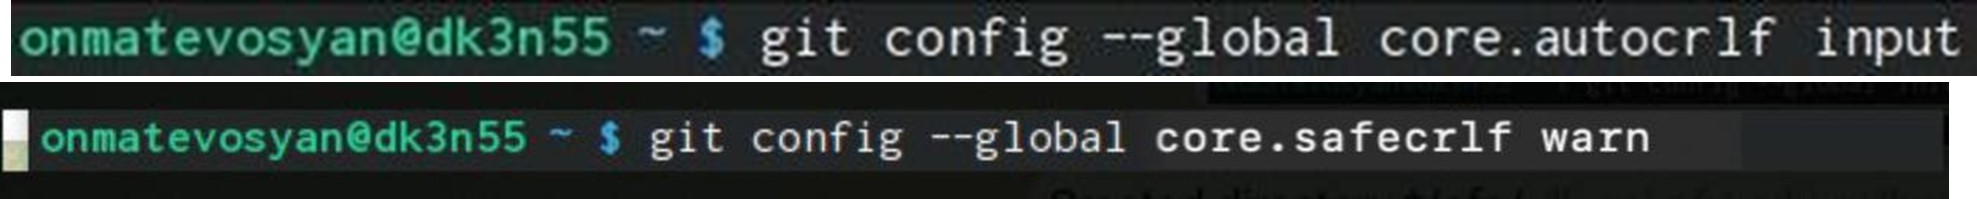 onmatevosyan@dk3n55 ~ $ git config --global core.autocrlf input
onmatevosyan@dk3n55 ~ $ git config --global core.safecrlf warn